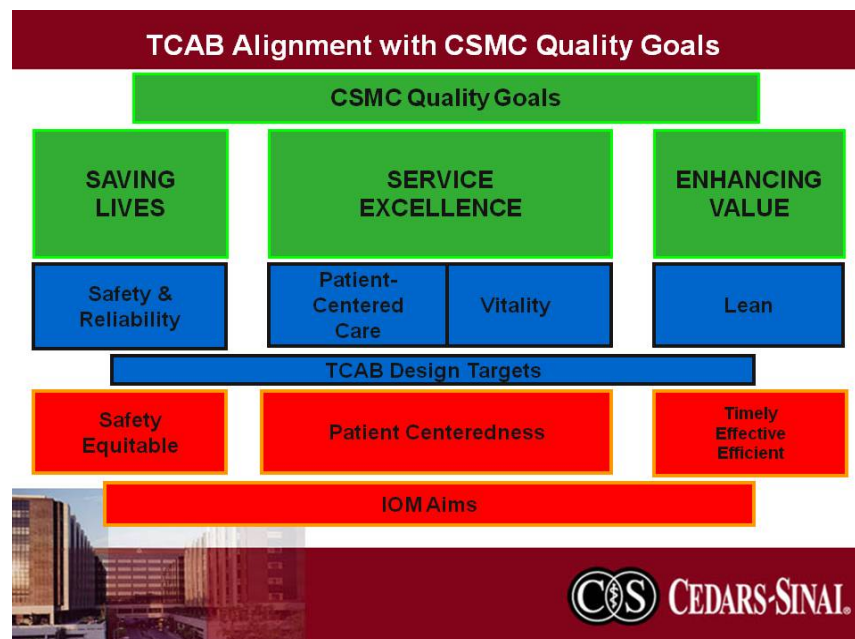 TCAB Alignment with CSMC Quality Goals
CSMC Quality Goals
SAVING
LIVES
SERVICE
EXCELLENCE
ENHANCING
VALUE
Safety &
Reliability
Patient-
Centered
Care
Vitality
Lean
TCAB Design Targets
Safety
Equitable
Patient Centeredness
Timely
Effective
Efficient
IOM Aims
CS CEDARS-SINAI®